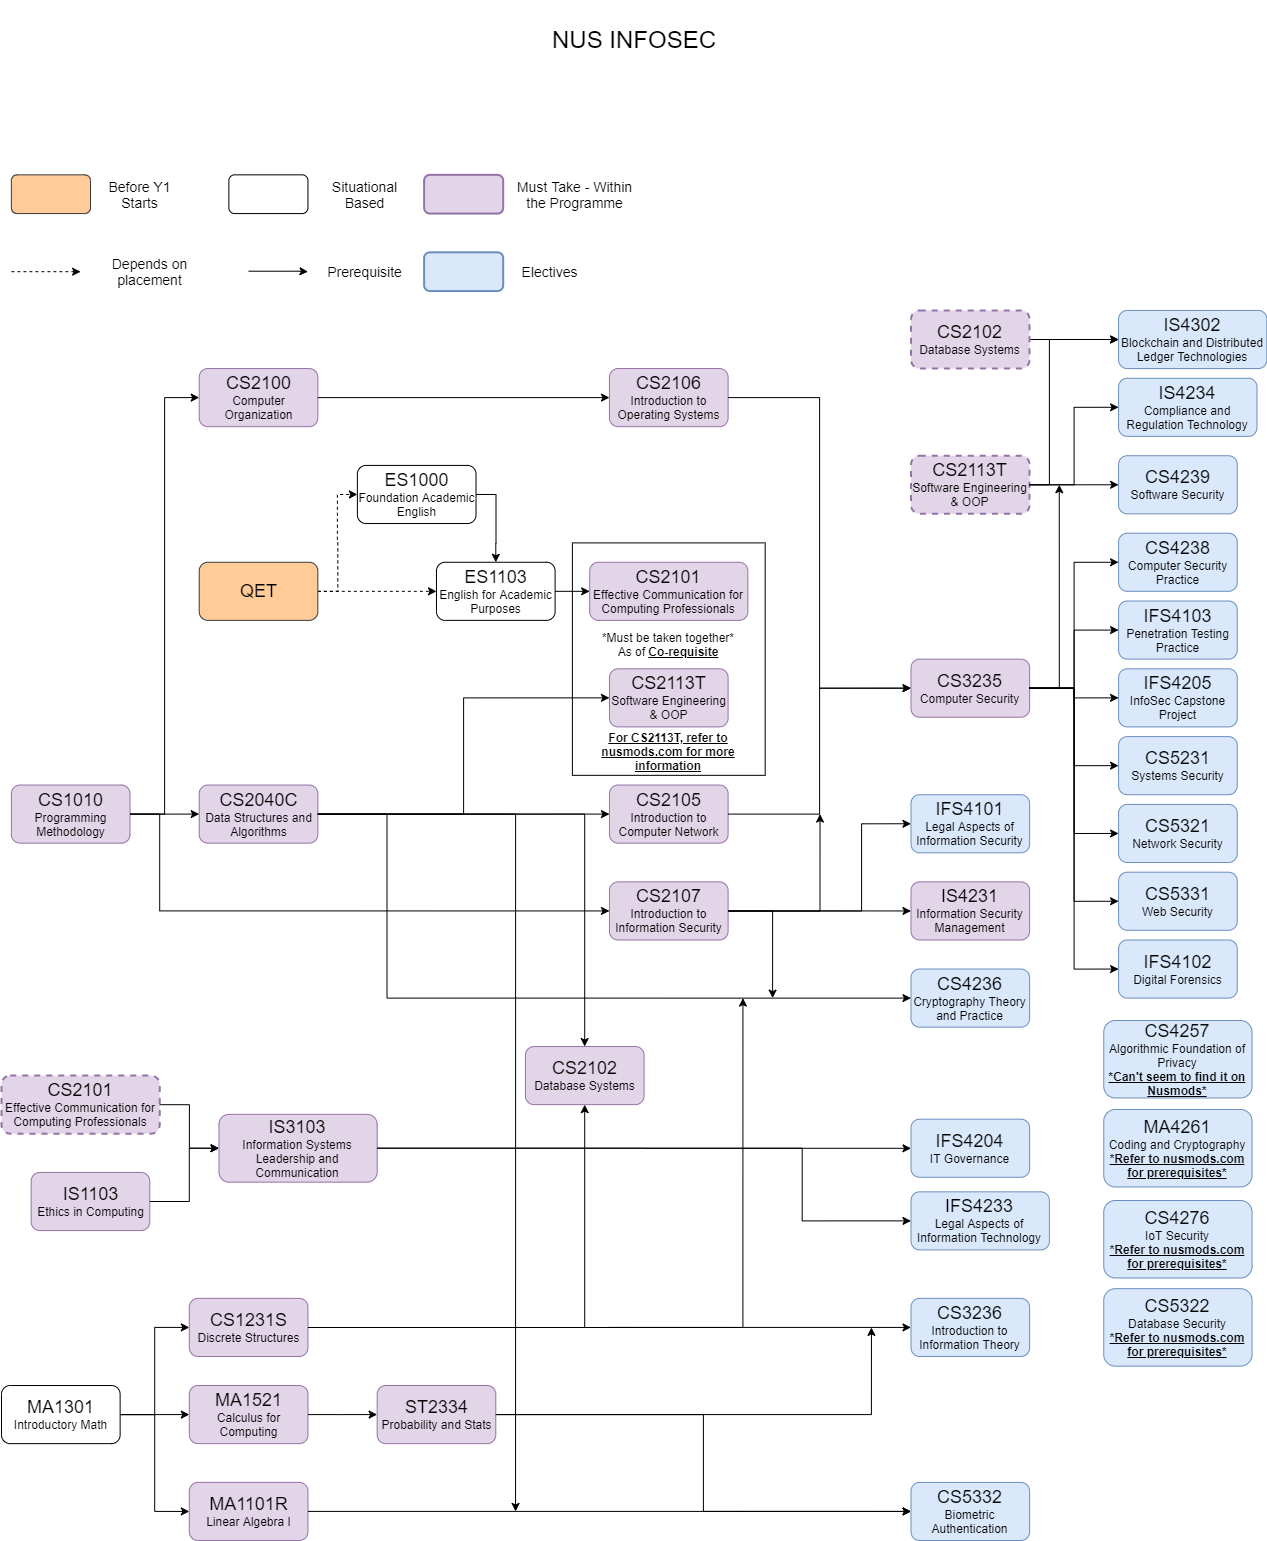 NUS INFOSEC
Before Y1
Starts
Situational
Based
Must Take - Within
the Programme
Depends on
placement
Prerequisite
Electives
CS2102
Database Systems
IS4302
Blockchain and Distributed
Ledger Technologies
CS2100
Computer
Organization
CS2106
Introduction to
Operating Systems
IS4234
Compliance and
Regulation Technology
ES1000
Foundation Academic
English
CS2113T
Software Engineering
& OOP
CS4239
Software Security
QET
ES1103
English for Academic
Purposes
CS2101
Effective Communication for
Computing Professionals
*Must be taken together*
As of Co-requisite
CS2113T
Software Engineering
& OOP
For CS2113T, refer to
nusmods.com for more
information
CS4238
Computer Security
Practice
IFS4103
Penetration Testing
Practice
CS3235
Computer Security
IFS4205
InfoSec Capstone
Project
CS5231
Systems Security
CS1010
Programming
Methodology
CS2040C
Data Structures and
Algorithms
CS2105
Introduction to
Computer Network
IFS4101
Legal Aspects of
Information Security
CS5321
Network Security
CS2107
Introduction to
Information Security
IS4231
Information Security
Management
CS5331
Web Security
CS4236
Cryptography Theory
and Practice
IFS4102
Digital Forensics
CS2102
Database Systems
CS4257
Algorithmic Foundation of
Privacy
*Can't seem to find it on
Nusmods*
CS2101
Effective Communication for
Computing Professionals
IS3103
Information Systems
Leadership and
Communication
IFS4204
IT Governance
MA4261
Coding and Cryptography
*Refer to nusmods.com
for prerequisites*
IS1103
Ethics in Computing
IFS4233
Legal Aspects of
Information Technology
CS4276
IoT Security
*Refer to nusmods.com
for prerequisites*
CS1231S
Discrete Structures
CS3236
Introduction to
Information Theory
CS5322
Database Security
*Refer to nusmods.com
for prerequisites*
MA1301
Introductory Math
MA1521
Calculus for
Computing
ST2334
Probability and Stats
MA1101R
Linear Algebra I
CS5332
Biometric
Authentication